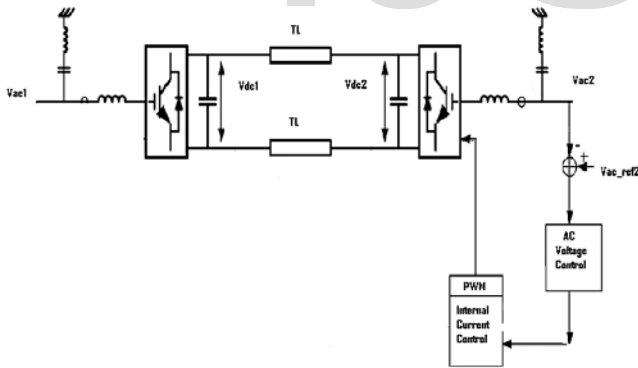 TL
Vac1
Vdc1
Vdc2
Vac2
TL
-
+
Vac_ref2
AC
Voltage
Control
PWM
Internal
Current
Control